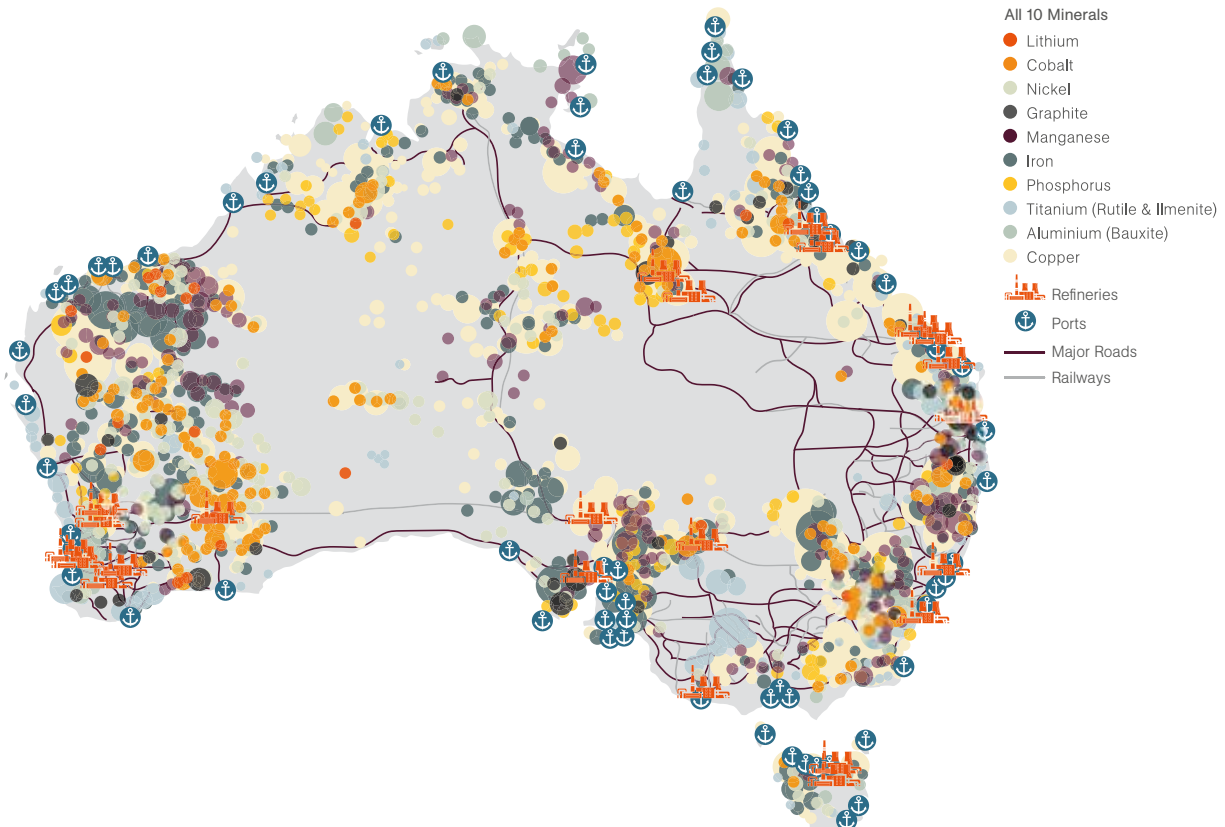 All 10 Minerals
Lithium
Cobalt
Nickel
Graphite
Manganese
Iron
Phosphorus
Titanium (Rutile & Ilmenite)
Aluminium (Bauxite)
Copper
Refineries
Ports
Major Roads
Railways